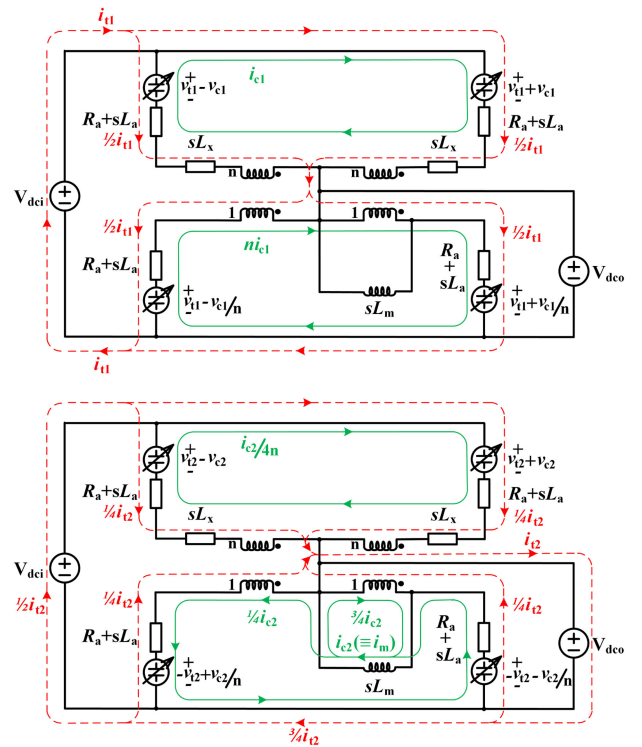 i_t1
i_c1
v_t1-v_c1
v_t1+v_c1
R_a+sL_a
R_a+sL_a
½i_t1
½i_t1
sL_x
sL_x
n
n
V_dci
1
1
½i_t1
½i_t1
ni_c1
R_a+sL_a
R_a
+
sL_a
V_dco
v_t1-v_c1/n
v_t1+v_c1/n
sL_m
i_t1
i_c2/4n
v_t2-v_c2
v_t2+v_c2
R_a+sL_a
R_a+sL_a
¼i_t2
¼i_t2
sL_x
sL_x
i_t2
n
n
V_dci
1
1
½i_t2
¼i_t2
¼i_c2
¾i_c2
¼i_t2
R_a+sL_a
i_c2(≡i_m)
R_a
+
sL_a
V_dco
-v_t2+v_c2/n
-v_t2-v_c2/n
sL_m
¾i_t2